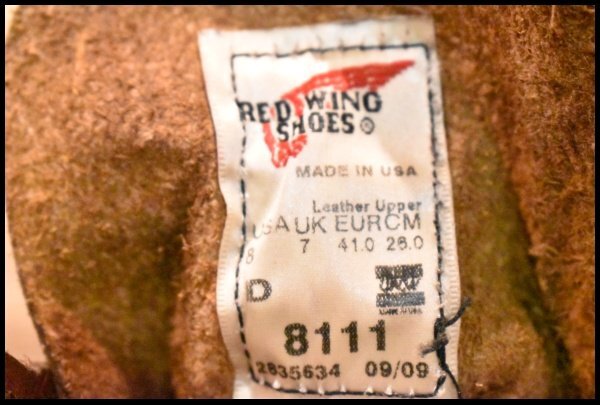 RED WING
SHOES®
MADE IN USA
Leather Upper
USA UK EUR CM
8 7 41.0 26.0
D
8111
2835634 09/09